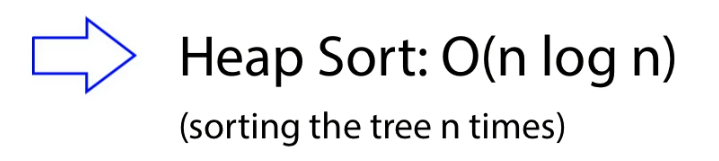 Heap Sort: O(n log n)
(sorting the tree n times)